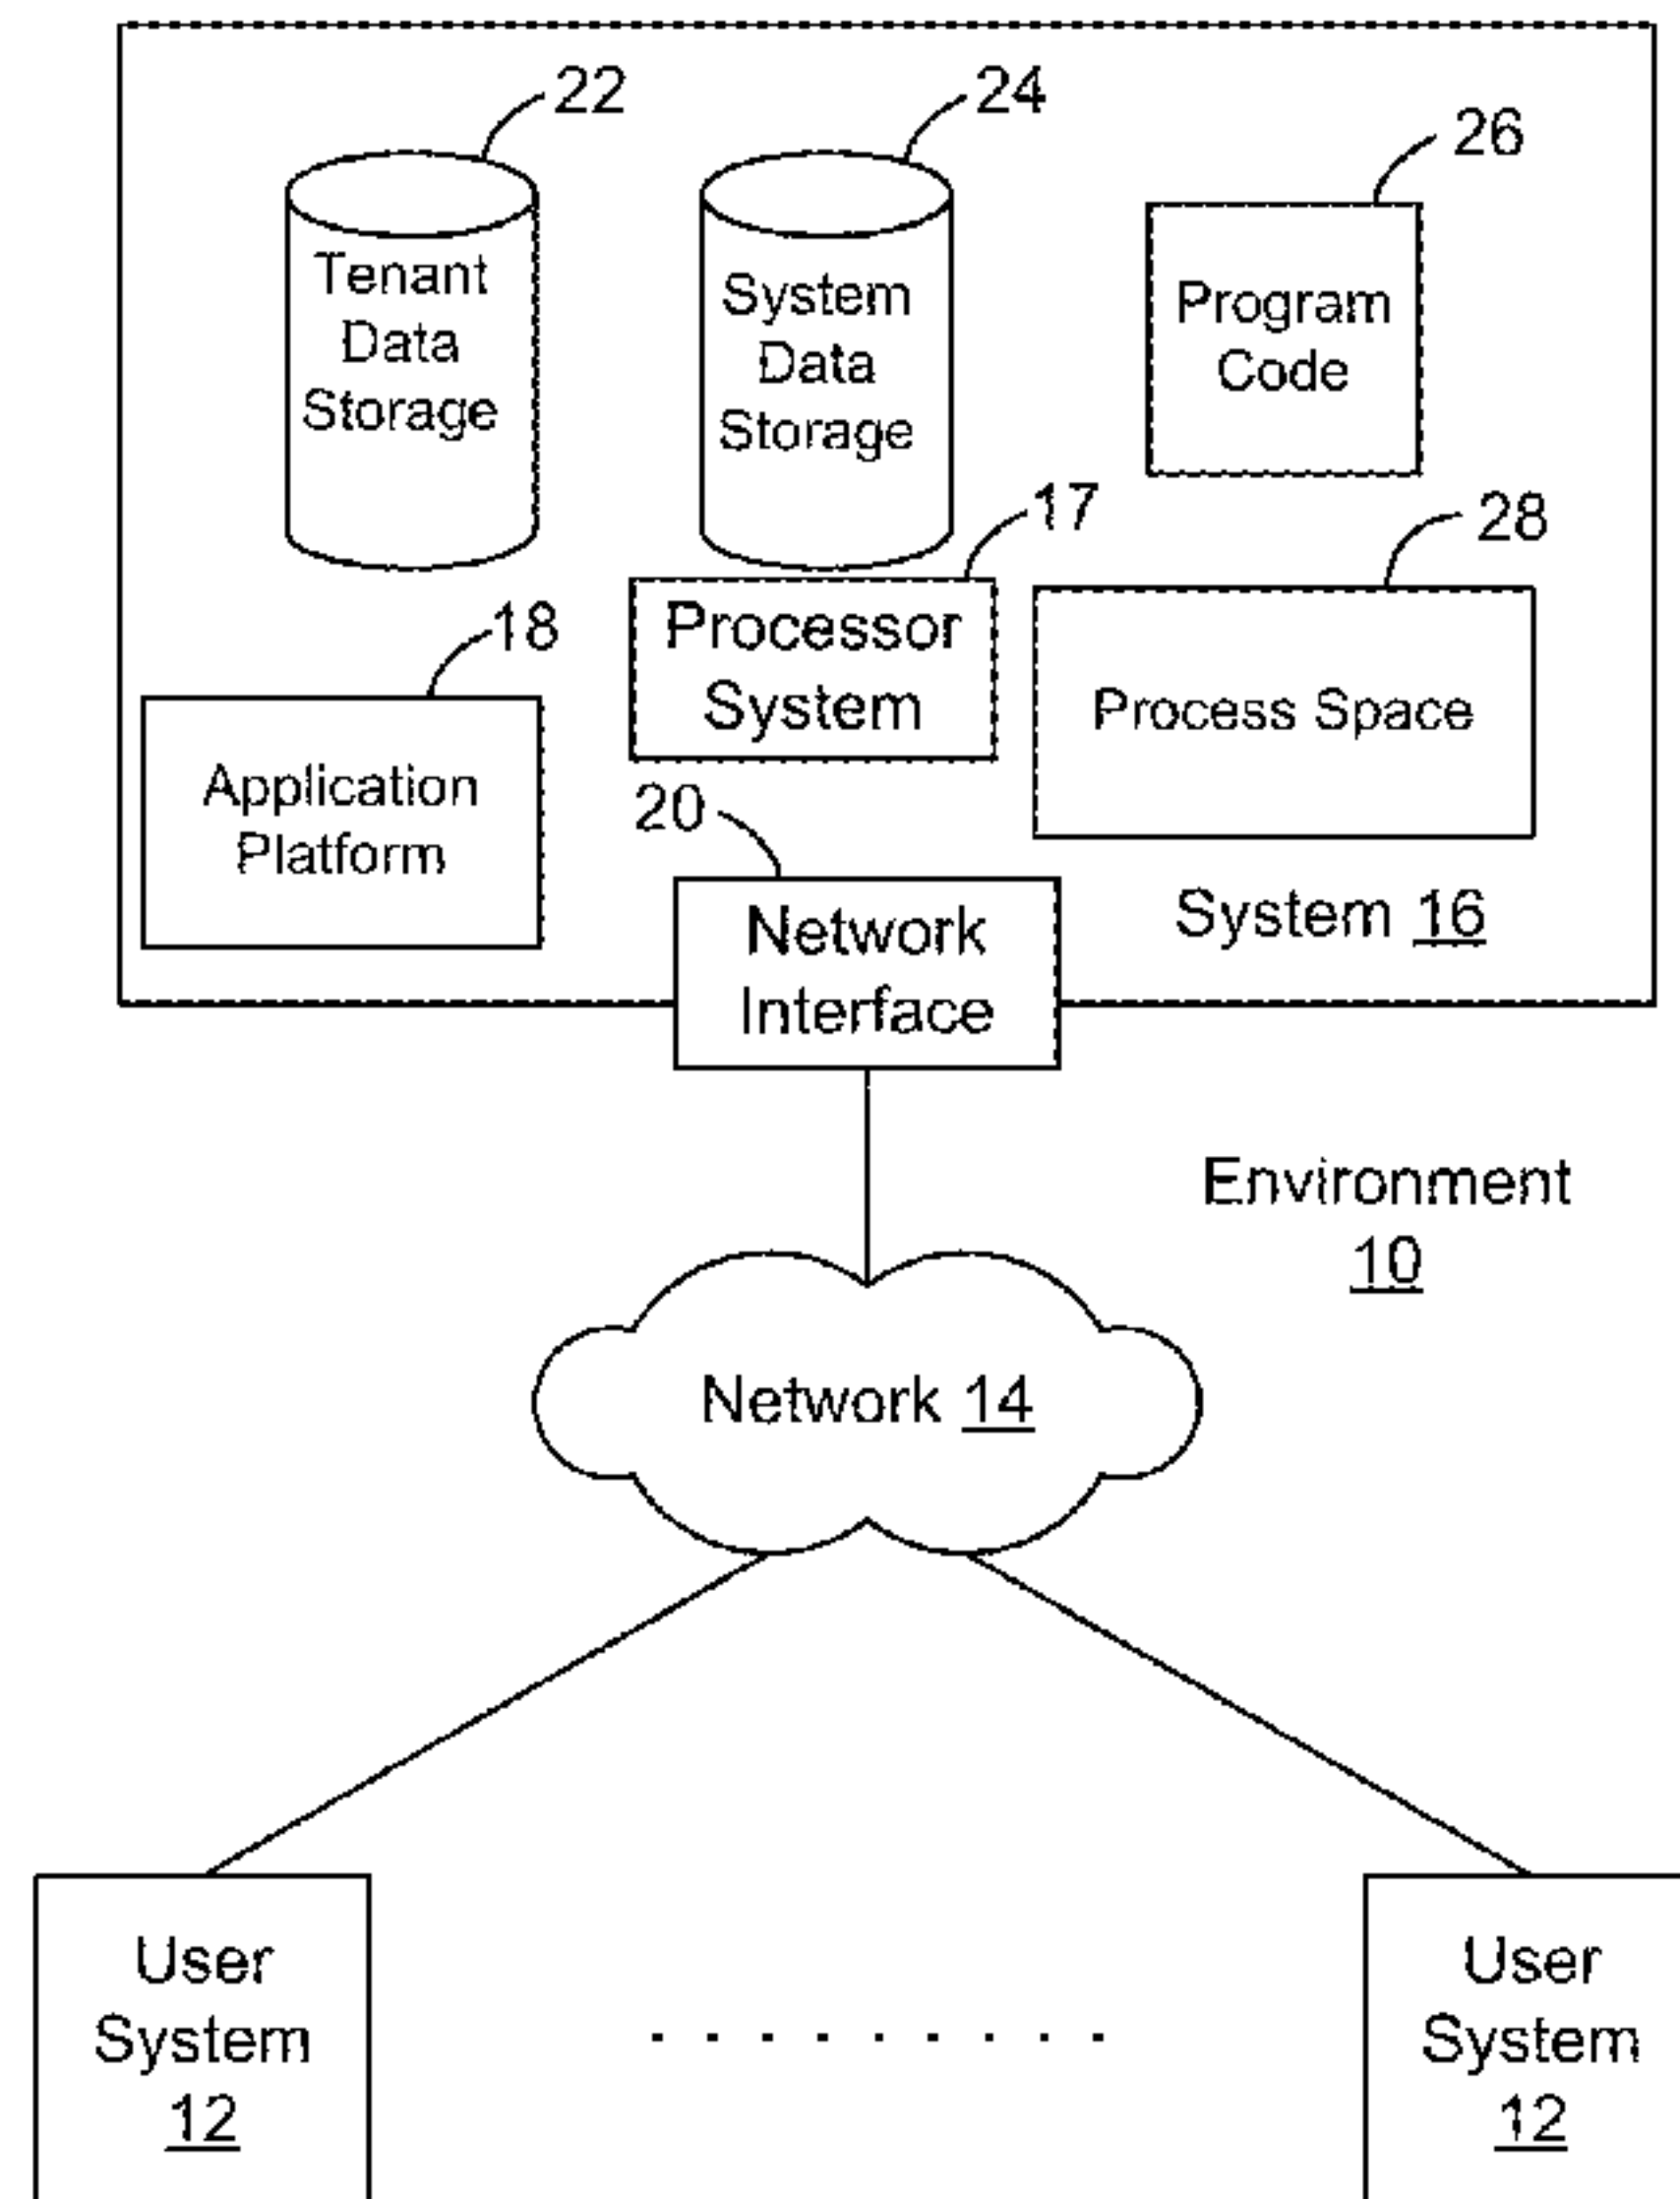 22
24
26
Tenant
Data
Storage
System
Data
Storage
Program
Code
17
28
18
Processor
System
Process Space
Application
Platform
20
Network
Interface
System 16
Environment
10
Network 14
User
System
12
. . . . . . . . .
User
System
12